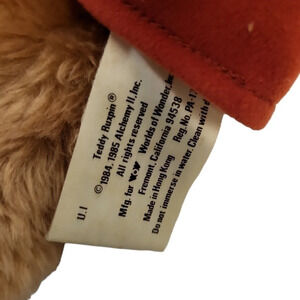 Teddy Ruxpin®
©1984, 1985 Alchemy II, Inc.
All rights reserved
Mfg. for WOW Worlds of Wonder, Inc.
Fremont, California 94538
Made in Hong Kong Reg. No. PA-
Do not immerse in water. Clean with d
U.I